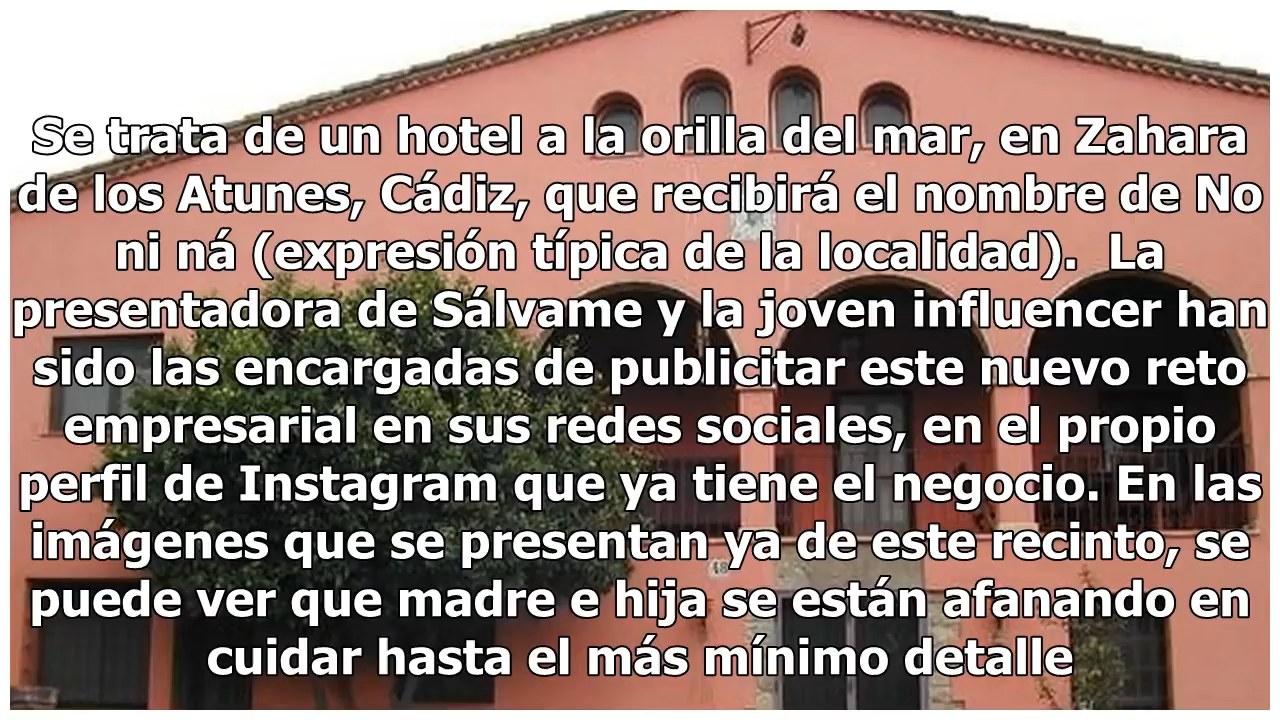 Se trata de un hotel a la orilla del mar, en Zahara
de los Atunes, Cádiz, que recibirá el nombre de No
ni ná (expresión típica de la localidad).  La
presentadora de Sálvame y la joven influencer han
sido las encargadas de publicitar este nuevo reto
empresarial en sus redes sociales, en el propio
perfil de Instagram que ya tiene el negocio. En las
imágenes que se presentan ya de este recinto, se
48
puede ver que madre e hija se están afanando en
cuidar hasta el más mínimo detalle